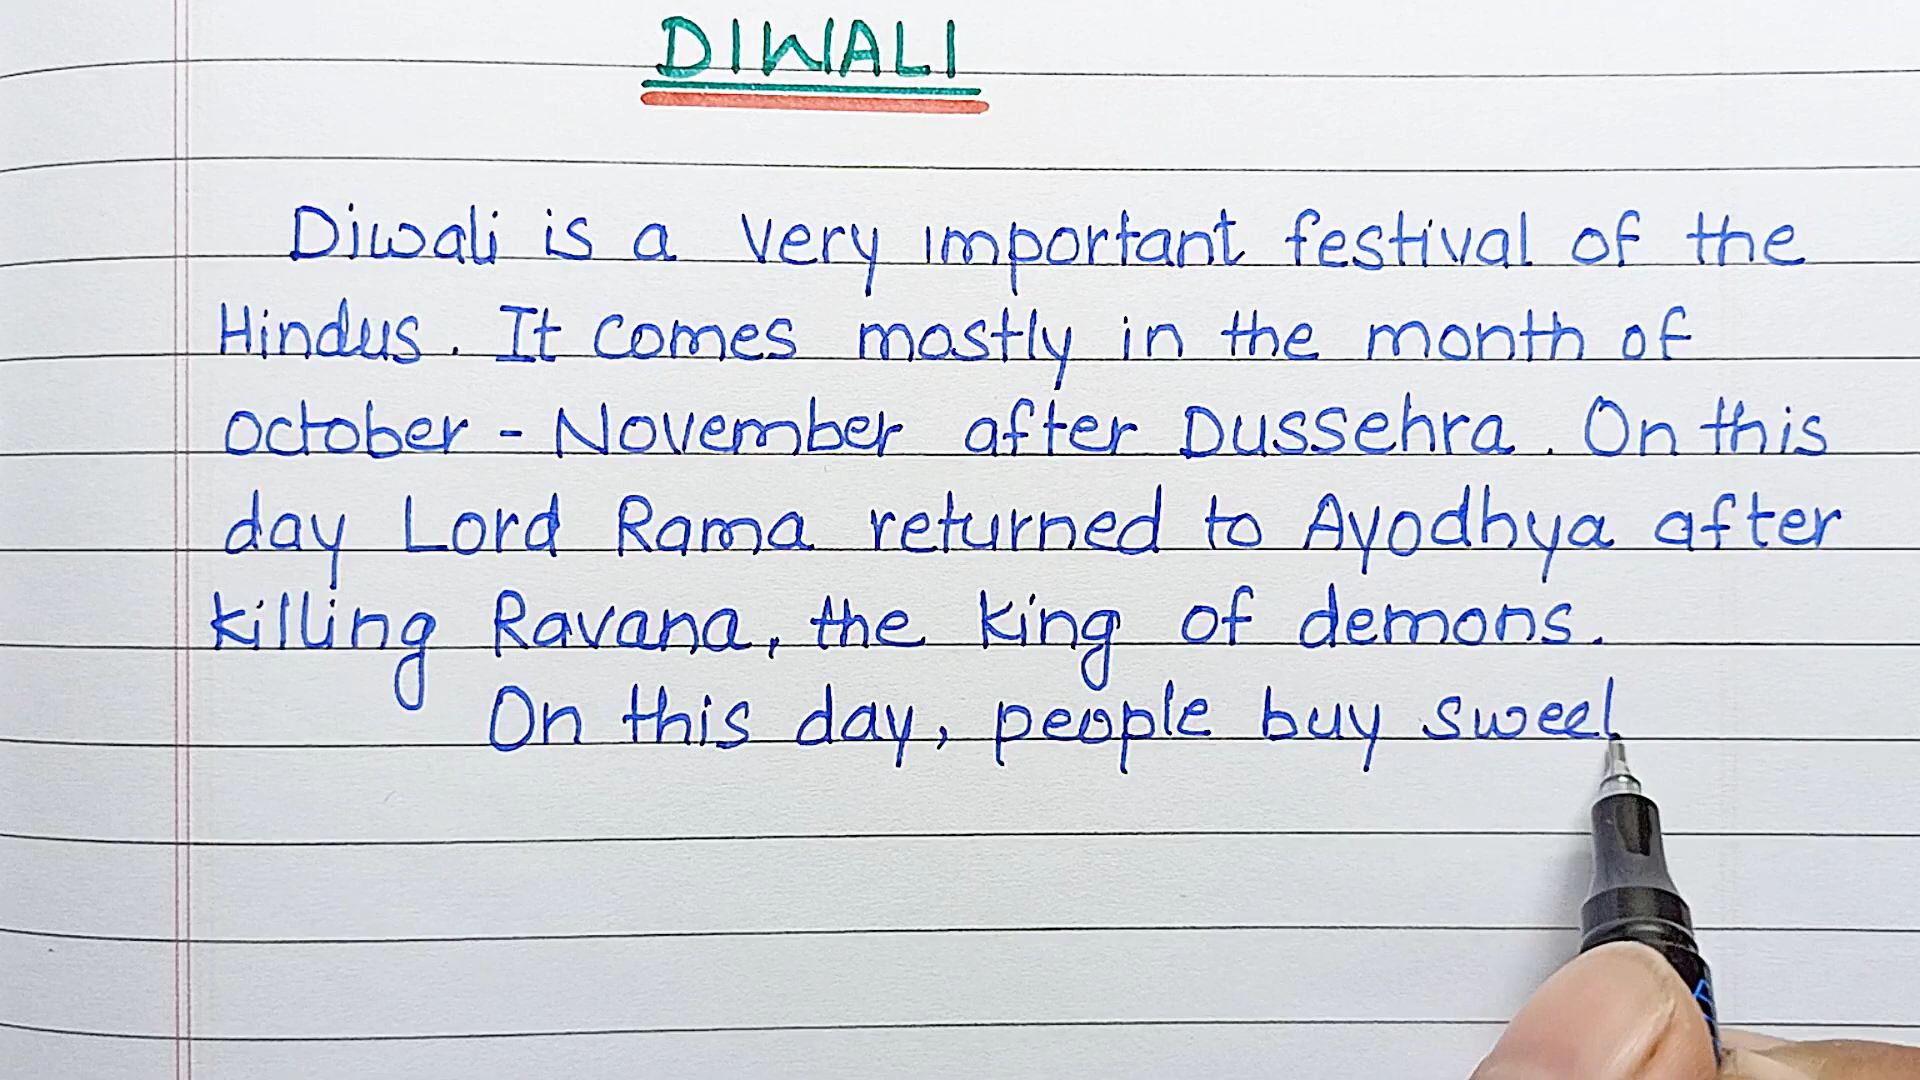 DIWALI
Diwali is a very important festival of the
Hindus. It comes mostly in the month of
October - November after Dussehra. On this
day Lord Rama returned to Ayodhya after
killing Ravana, the king of demons.
On this day, people buy sweet